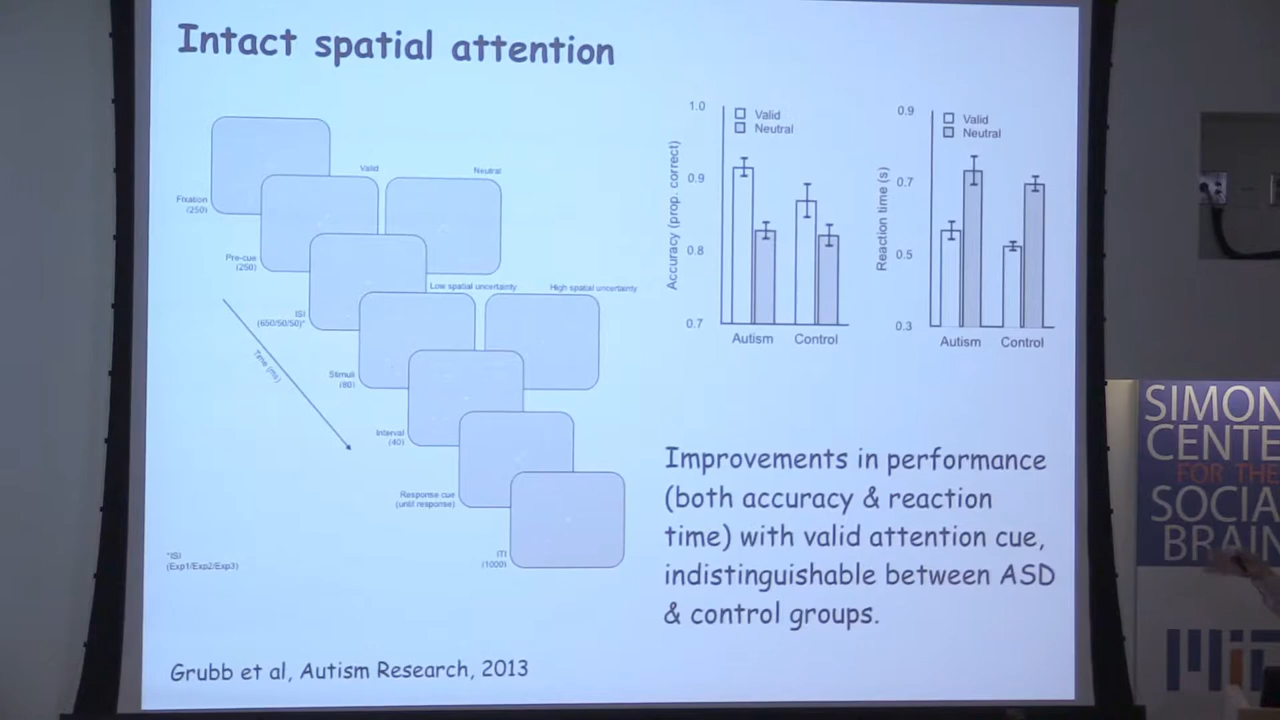 Intact spatial attention
Fixation
(250)
Valid
Neutral
Pre-cue
(250)
ISI
(650/50/50)*
Low spatial uncertainty
High spatial uncertainty
Time (ms)
Stimuli
(80)
Interval
(40)
Response cue
(until response)
ITI
(1000)
*ISI
(Exp1/Exp2/Exp3)
Accuracy (prop. correct)
1.0
0.9
0.8
0.7
Valid
Neutral
Autism
Control
Reaction time (s)
0.9
0.7
0.5
0.3
Valid
Neutral
Autism
Control
Improvements in performance
(both accuracy & reaction
time) with valid attention cue,
indistinguishable between ASD
& control groups.
Grubb et al, Autism Research, 2013
SIMON
CENTE
FOR THE
SOCIA
BRAIN
MIT